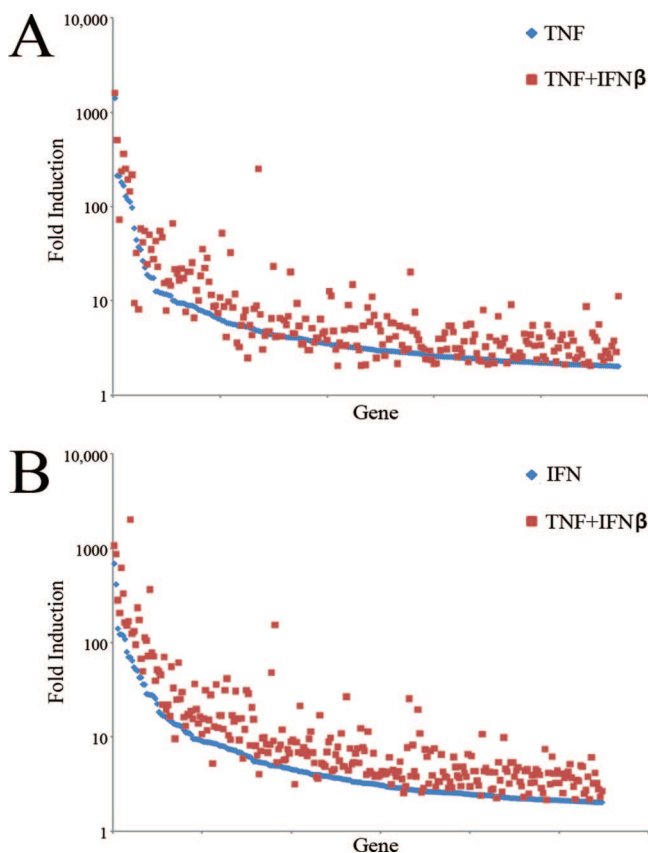 A
10,000
1000
100
10
1
Fold Induction
Gene
TNF
TNF+IFNβ
B
10,000
1000
100
10
1
Fold Induction
Gene
IFN
TNF+IFNβ